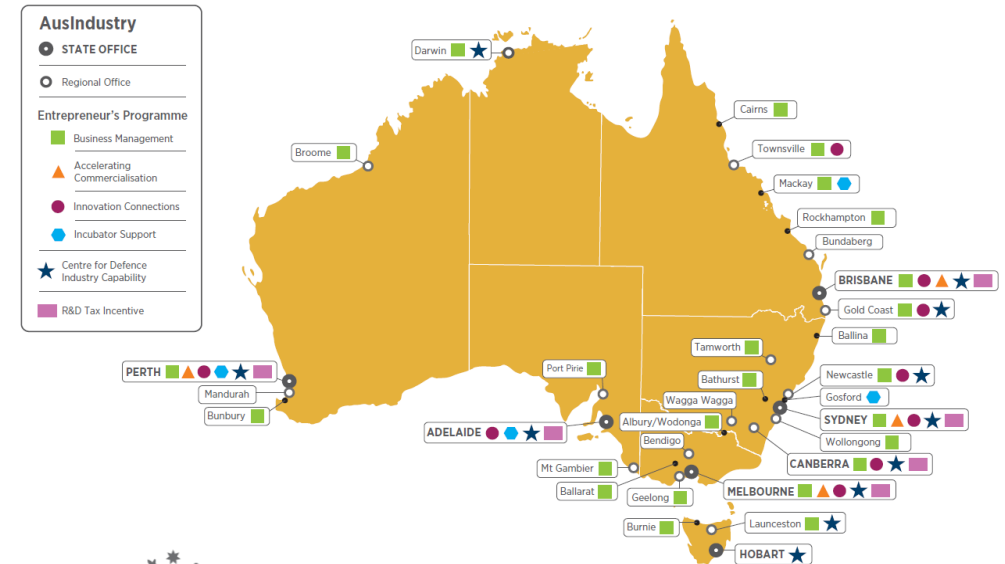 AusIndustry
STATE OFFICE
Regional Office
Entrepreneur's Programme
Business Management
Accelerating
Commercialisation
Innovation Connections
Incubator Support
Centre for Defence
Industry Capability
R&D Tax Incentive
Darwin
Broome
Cairns
Townsville
Mackay
Rockhampton
Bundaberg
BRISBANE
Gold Coast
Ballina
Tamworth
Newcastle
Bathurst
Gosford
Wagga Wagga
SYDNEY
Albury/Wodonga
Wollongong
Bendigo
CANBERRA
PERTH
Mandurah
Bunbury
Port Pirie
ADELAIDE
Mt Gambier
Ballarat
Geelong
MELBOURNE
Burnie
Launceston
HOBART